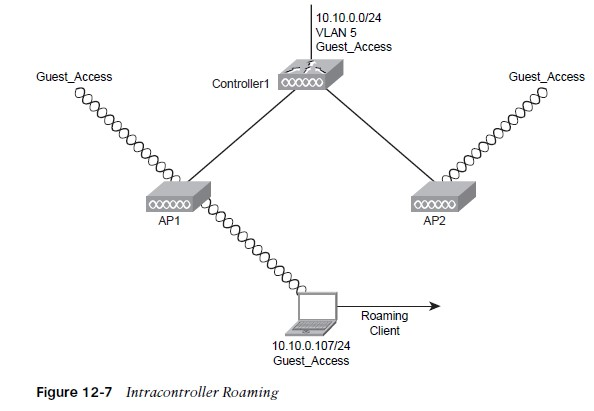 10.10.0.0/24
VLAN 5
Guest_Access
Guest_Access
Controller1
Guest_Access
AP1
AP2
Roaming
Client
10.10.0.107/24
Guest_Access
Figure 12-7 Intracontroller Roaming